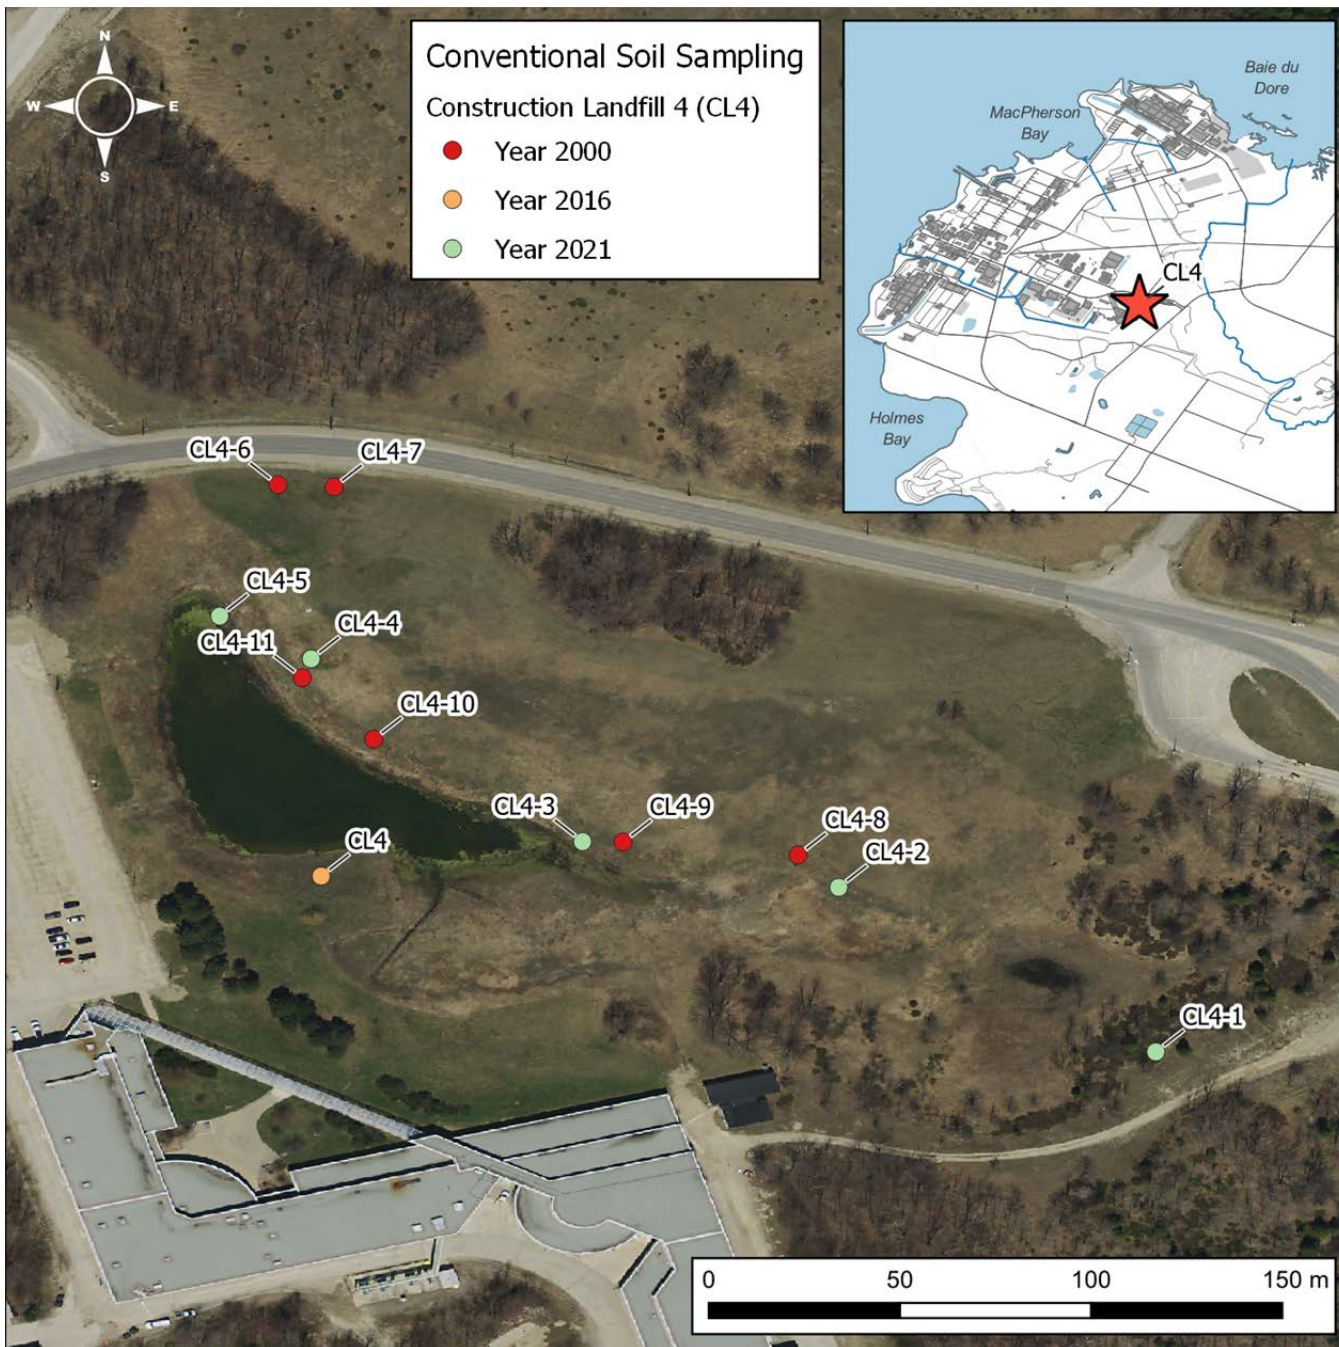 N
W
E
S
Conventional Soil Sampling
Construction Landfill 4 (CL4)
Year 2000
Year 2016
Year 2021
Baie du
Dore
MacPherson
Bay
CL4
Holmes
Bay
CL4-6
CL4-7
CL4-5
CL4-4
CL4-11
CL4-10
CL4-3
CL4-9
CL4-8
CL4
CL4-2
CL4-1
0 50 100 150 m